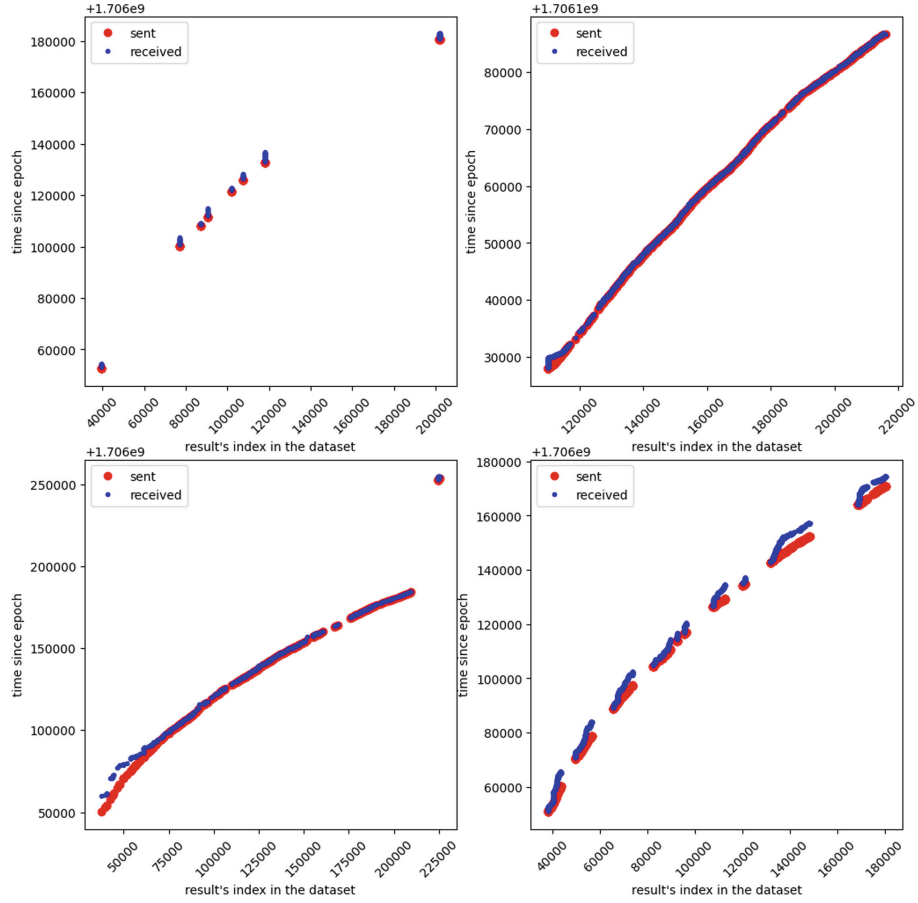 +1.706e9
sent
received
180000
160000
140000
120000
100000
80000
60000
time since epoch
40000
60000
80000
100000
120000
140000
160000
180000
200000
result's index in the dataset
+1.7061e9
sent
received
80000
70000
60000
50000
40000
30000
time since epoch
120000
140000
160000
180000
200000
220000
result's index in the dataset
+1.706e9
sent
received
250000
200000
150000
100000
50000
time since epoch
50000
75000
100000
125000
150000
175000
200000
225000
result's index in the dataset
+1.706e9
sent
received
180000
160000
140000
120000
100000
80000
60000
time since epoch
40000
60000
80000
100000
120000
140000
160000
180000
result's index in the dataset